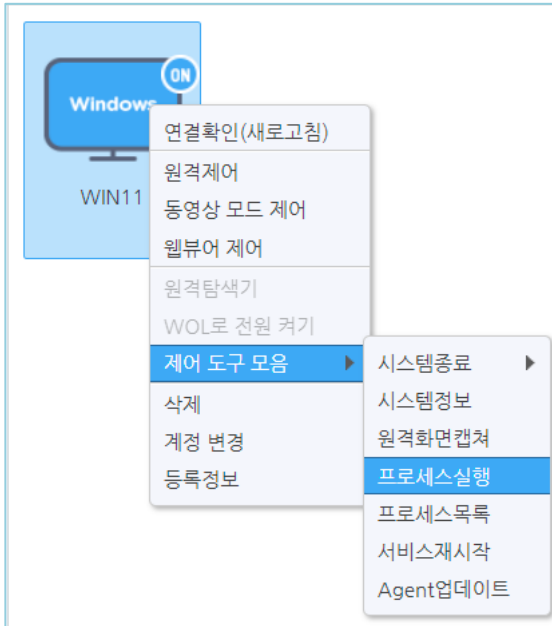 ON
Windows
WIN11
연결확인(새로고침)
원격제어
동영상 모드 제어
웹뷰어 제어
원격탐색기
WOL로 전원 켜기
제어 도구 모음
삭제
계정 변경
등록정보
시스템종료
시스템정보
원격화면캡쳐
프로세스실행
프로세스목록
서비스재시작
Agent업데이트